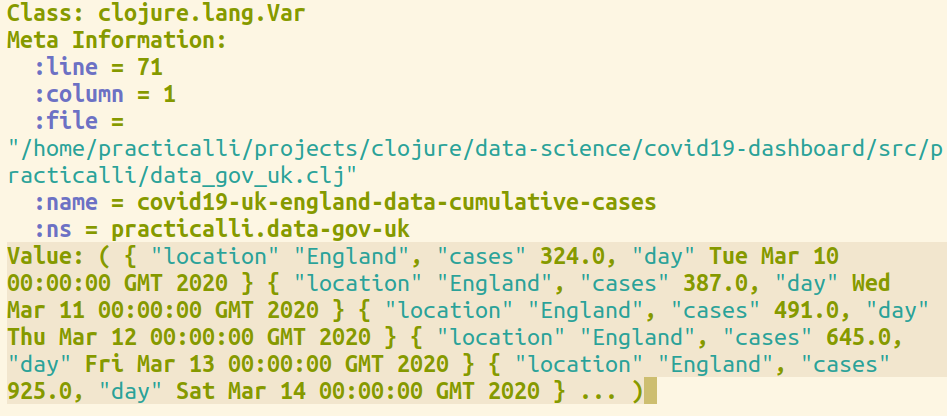 Class: clojure.lang.Var
Meta Information:
  :line = 71
  :column = 1
  :file =
"/home/practicalli/projects/clojure/data-science/covid19-dashboard/src/p
racticalli/data_gov_uk.clj"
  :name = covid19-uk-england-data-cumulative-cases
  :ns = practicalli.data-gov-uk
Value: ( { "location" "England", "cases" 324.0, "day" Tue Mar 10
00:00:00 GMT 2020 } { "location" "England", "cases" 387.0, "day" Wed
Mar 11 00:00:00 GMT 2020 } { "location" "England", "cases" 491.0, "day"
Thu Mar 12 00:00:00 GMT 2020 } { "location" "England", "cases" 645.0,
"day" Fri Mar 13 00:00:00 GMT 2020 } { "location" "England", "cases"
925.0, "day" Sat Mar 14 00:00:00 GMT 2020 } ... )